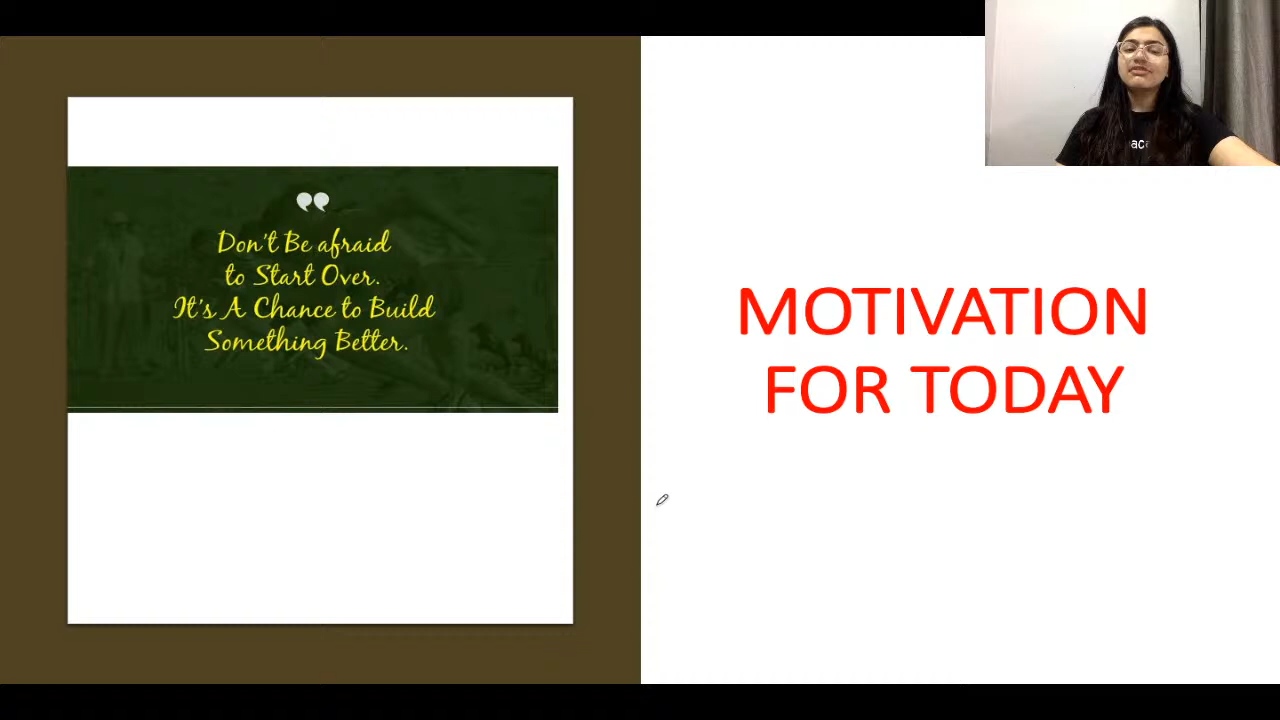 Don't Be afraid
to Start Over.
It's A Chance to Build
Something Better.
MOTIVATION
FOR TODAY